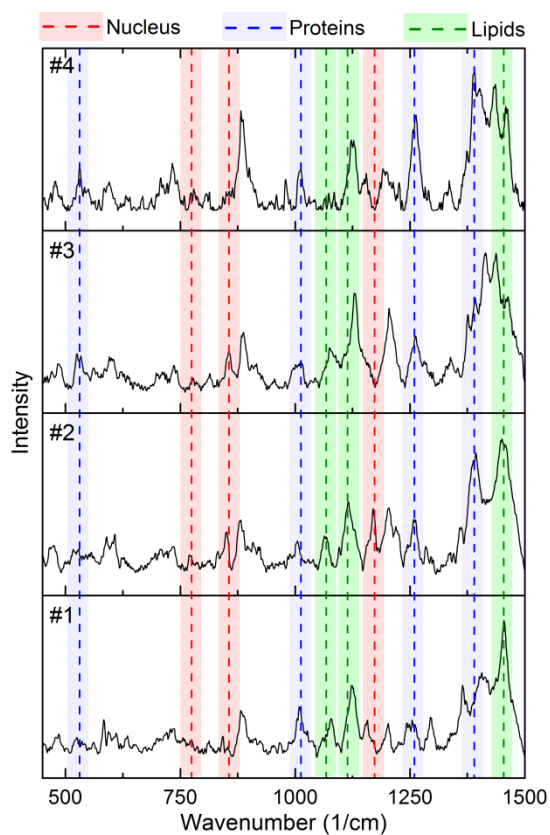 Nucleus Proteins Lipids
#4
#3
#2
#1
Intensity
500 750 1000 1250 1500
Wavenumber (1/cm)